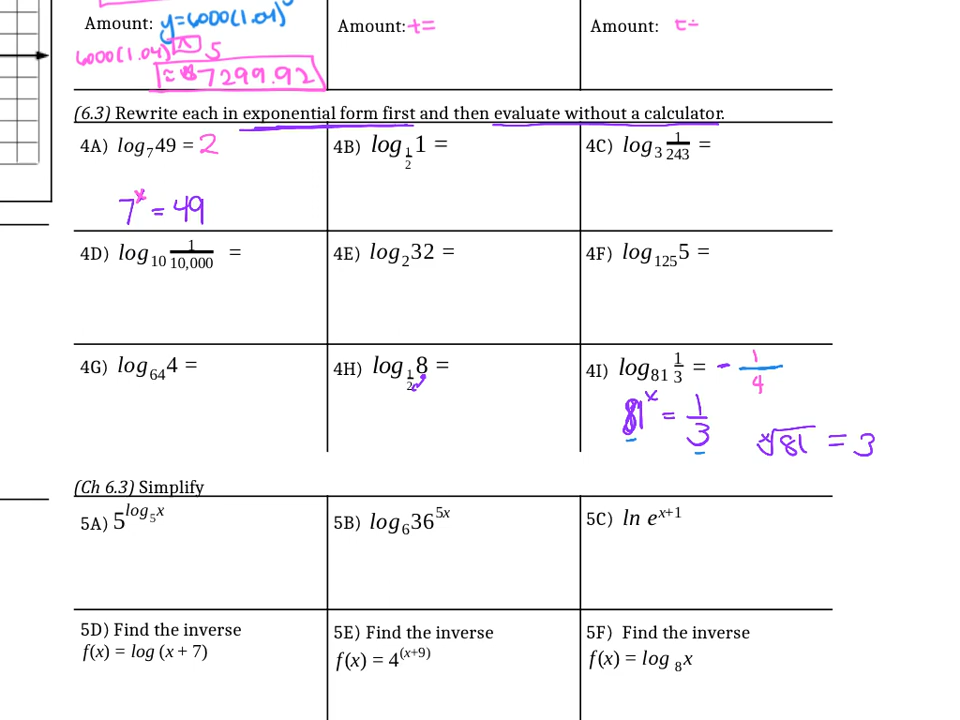 Amount: y=6000(1.04)
6000(1.04)^ 5
≈ $7299.92
Amount: t=
Amount: t=
(6.3) Rewrite each in exponential form first and then evaluate without a calculator.
4A) log₇49 = 2
7ˣ = 49
4B) log_(1/2) 1 =
4C) log₃ 1/243 =
4D) log₁₀ 1/10,000 =
4E) log₂32 =
4F) log₁₂₅5 =
4G) log₆₄4 =
4H) log_(1/2) 8 =
4I) log₈₁ 1/3 = - 1/4
81ˣ = 1/3
ˣ√81 = 3
(Ch 6.3) Simplify
5A) 5^(log₅x)
5B) log₆36^(5x)
5C) ln e^(x+1)
5D) Find the inverse
f(x) = log (x + 7)
5E) Find the inverse
f(x) = 4^(x+9)
5F) Find the inverse
f(x) = log ₈x